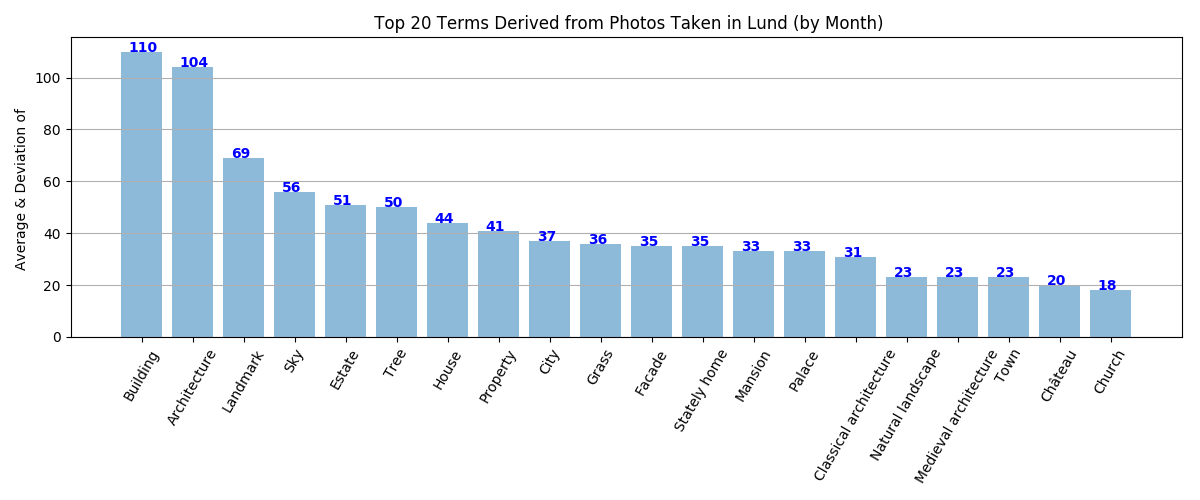 Top 20 Terms Derived from Photos Taken in Lund (by Month)
Average & Deviation of
100
80
60
40
20
0
110
104
69
56
51
50
44
41
37
36
35
35
33
33
31
23
23
23
20
18
Building
Architecture
Landmark
Sky
Estate
Tree
House
Property
City
Grass
Facade
Stately home
Mansion
Palace
Classical architecture
Natural landscape
Medieval architecture
Town
Château
Church